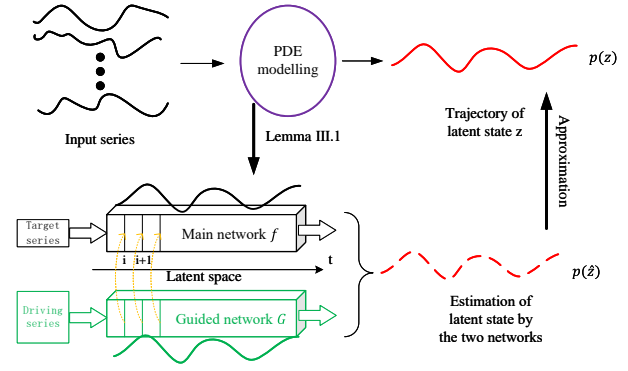 PDE
modelling
p(z)
Input series
Lemma III.1
Trajectory of
latent state z
Approximation
Target
series
Main network f
i
i+1
t
Latent space
Driving
series
Guided network G
p(ẑ)
Estimation of
latent state by
the two networks